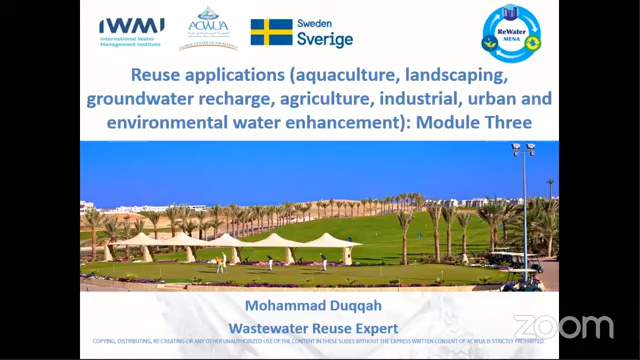 IWMI
International Water
Management Institute
ACWUA
Sweden
Sverige
ReWater
MENA
Reuse applications (aquaculture, landscaping,
groundwater recharge, agriculture, industrial, urban and
environmental water enhancement): Module Three
Mohammad Duqqah
Wastewater Reuse Expert
COPYING, DISTRIBUTING, RE-CREATING OR ANY OTHER UNAUTHORIZED USE OF THE CONTENT IN THESE SLIDES WITHOUT THE EXPRESS WRITTEN CONSENT OF ACWUA IS STRICTLY PROHIBITED.
zoom